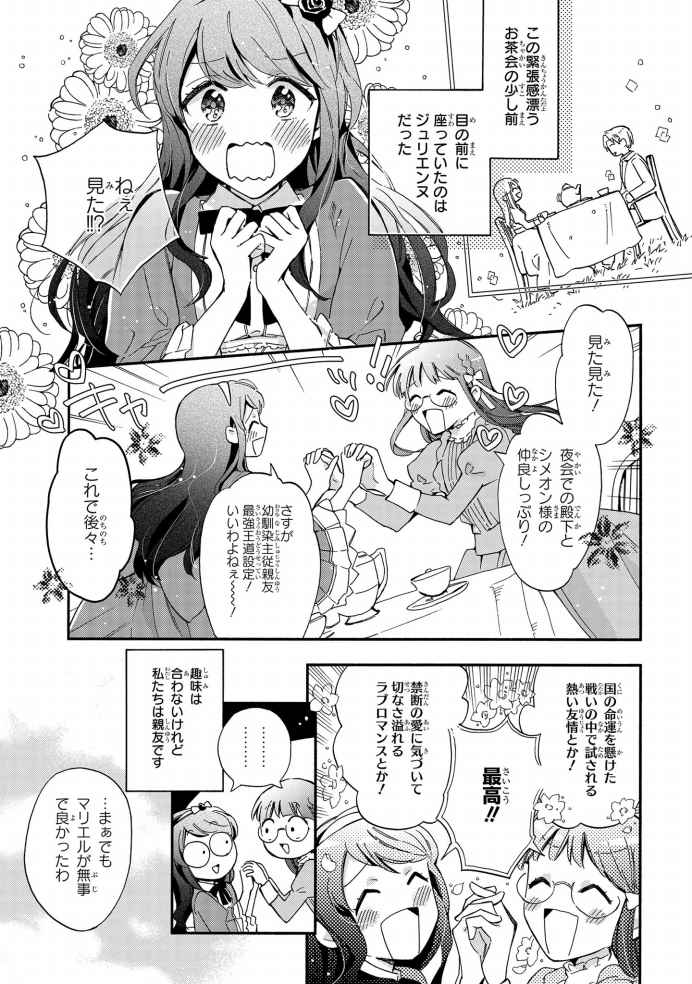 この緊張感漂う
お茶会の少し前
目の前に
座っていたのは
ジュリエンヌ
だった
ねぇ
見た!!?
見た見た!
夜会での殿下と
シメオン様の
仲良しっぷり!
キャー
さすが
幼馴染主従親友
最強王道設定!
いいわよねぇ〜〜〜!
これで後々…
国の命運を懸けた
戦いの中で試される
熱い友情とか!
禁断の愛に気づいて
切なさ溢れる
ラブロマンスとか!
最高!!
………
………
趣味は
合わないけれど
私たちは親友です
…まぁでも
マリエルが無事
で良かったわ